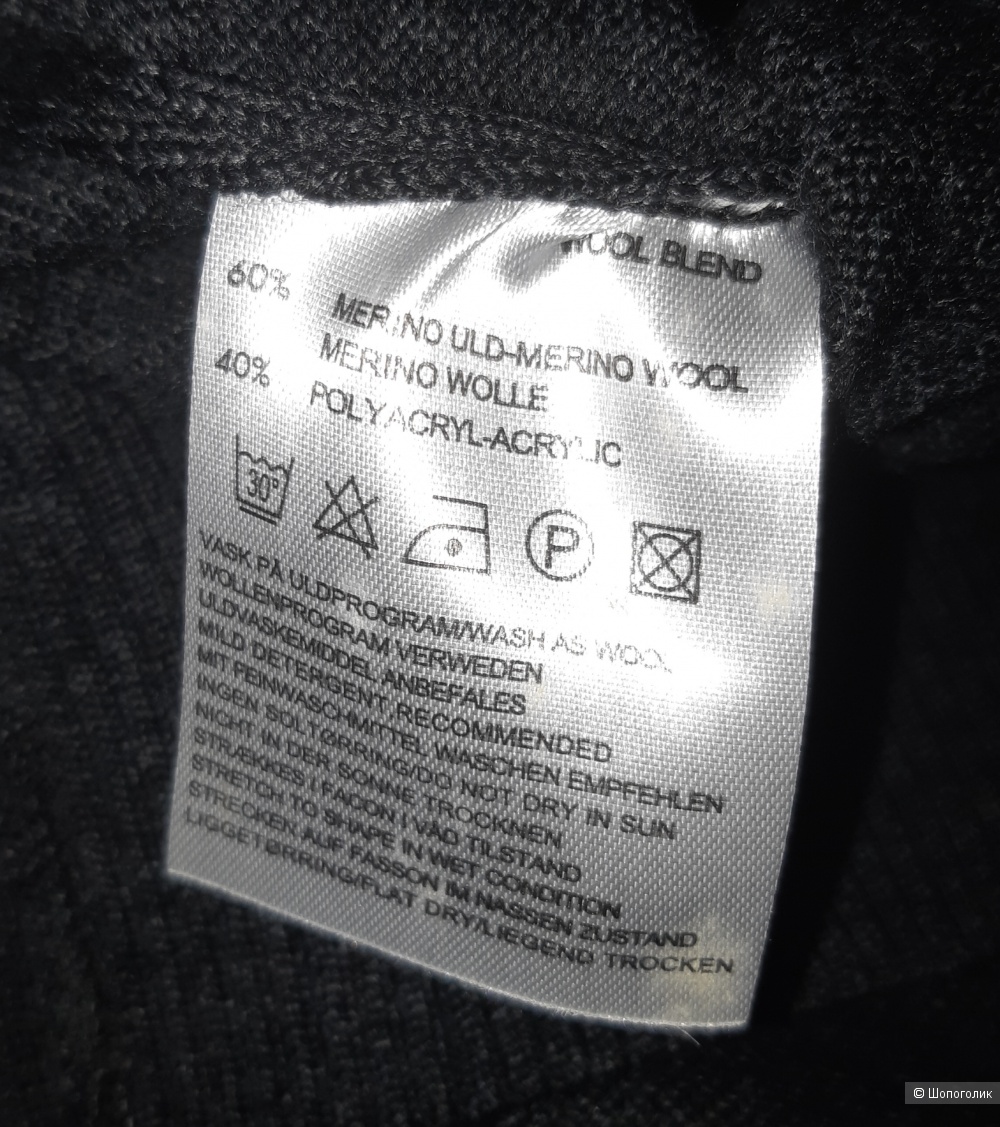 WOOL BLEND
60% MERINO ULD-MERINO WOOL
MERINO WOLLE
40% POLYACRYL-ACRYLIC
30°
P
VASK PÅ ULDPROGRAM/WASH AS WOOL
WOLLENPROGRAM VERWEDEN
ULDVASKEMIDDEL ANBEFALES
MILD DETERGENT RECOMMENDED
MIT FEINWASCHMITTEL WASCHEN EMPFEHLEN
INGEN SOLTØRRING/DO NOT DRY IN SUN
NICHT IN DER SONNE TROCKNEN
STRÆKKES I FACON I VÅD TILSTAND
STRETCH TO SHAPE IN WET CONDITION
STRECKEN AUF FASSON IM NASSEN ZUSTAND
LIGGETØRRING/FLAT DRY/LIEGEND TROCKEN
© Шопоголик